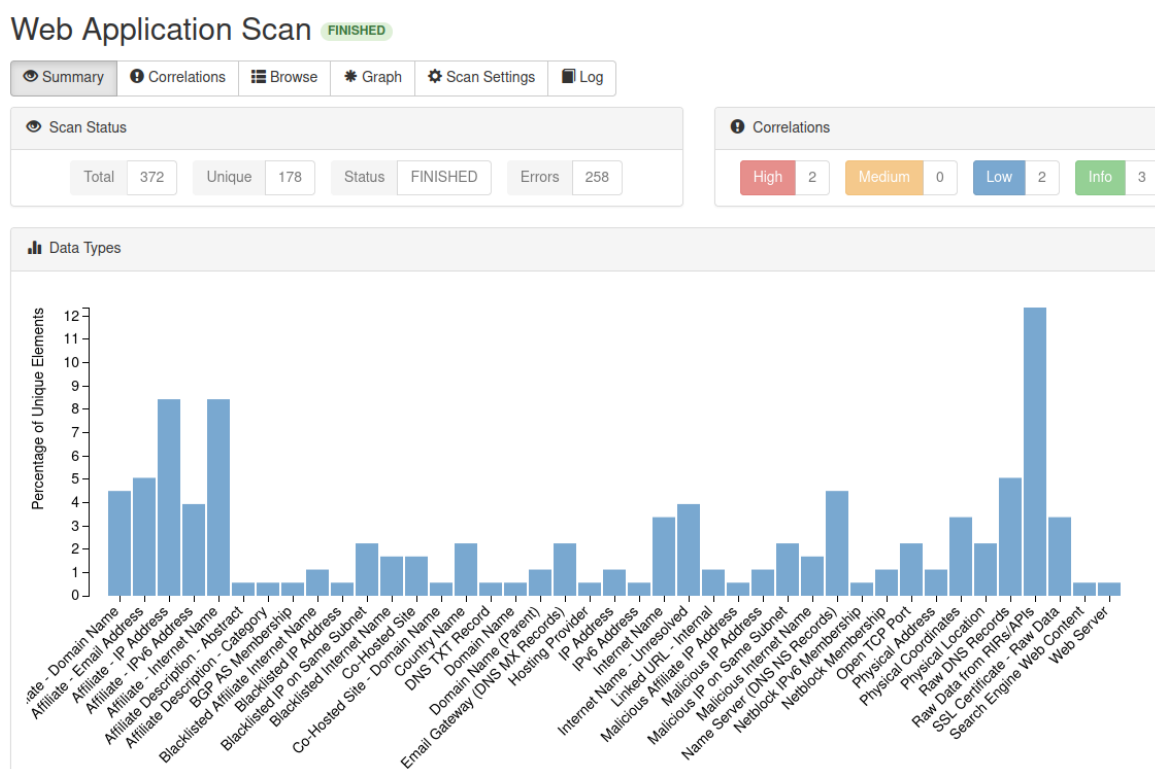 Web Application Scan FINISHED
Summary Correlations Browse Graph Scan Settings Log
Scan Status
Total 372 Unique 178 Status FINISHED Errors 258
Correlations
High 2 Medium 0 Low 2 Info 3
Data Types
Percentage of Unique Elements
12
11
10
9
8
7
6
5
4
3
2
1
0
ate - Domain Name
Affiliate - Email Address
Affiliate - IP Address
Affiliate - IPv6 Address
Affiliate - Internet Name
Affiliate Description - Abstract
Affiliate Description - Category
BGP AS Membership
Blacklisted Affiliate Internet Name
Blacklisted IP Address
Blacklisted IP on Same Subnet
Blacklisted Internet Name
Co-Hosted Site
Co-Hosted Site - Domain Name
Country Name
DNS TXT Record
Domain Name
Domain Name (Parent)
Email Gateway (DNS MX Records)
Hosting Provider
IP Address
IPv6 Address
Internet Name
Internet Name - Unresolved
Linked URL - Internal
Malicious Affiliate IP Address
Malicious IP Address
Malicious IP on Same Subnet
Malicious Internet Name
Name Server (DNS NS Records)
Netblock IPv6 Membership
Netblock Membership
Open TCP Port
Physical Address
Physical Coordinates
Physical Location
Raw DNS Records
Raw Data from RIRs/APIs
SSL Certificate - Raw Data
Search Engine Web Content
Web Server